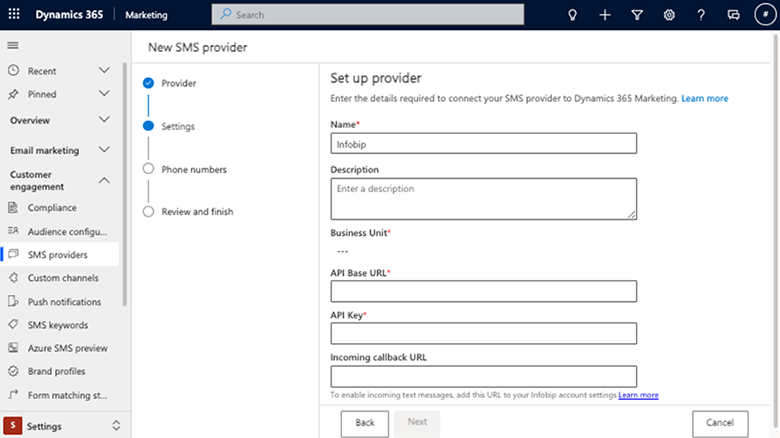 Dynamics 365 Marketing Search #
New SMS provider
Recent
Pinned
Overview
Email marketing
Customer
engagement
Compliance
Audience configu...
SMS providers
Custom channels
Push notifications
SMS keywords
Azure SMS preview
Brand profiles
Form matching st...
S Settings
Provider
Settings
Phone numbers
Review and finish
Set up provider
Enter the details required to connect your SMS provider to Dynamics 365 Marketing. Learn more
Name*
Infobip
Description
Enter a description
Business Unit*
---
API Base URL*
API Key*
Incoming callback URL
To enable incoming text messages, add this URL to your Infobip account settings Learn more
Back Next Cancel